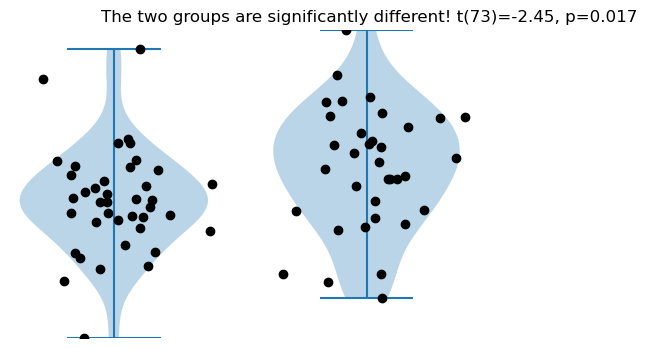 The two groups are significantly different! t(73)=-2.45, p=0.017